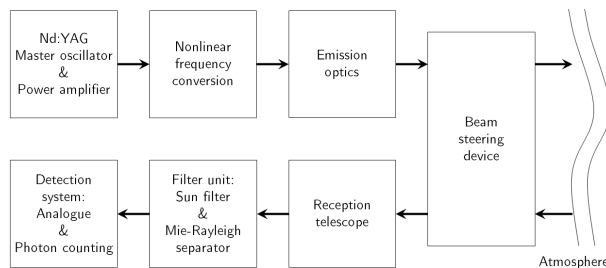 Nd:YAG
Master oscillator
&
Power amplifier
Nonlinear
frequency
conversion
Emission
optics
Beam
steering
device
Detection
system:
Analogue
&
Photon counting
Filter unit:
Sun filter
&
Mie-Rayleigh
separator
Reception
telescope
Atmosphere